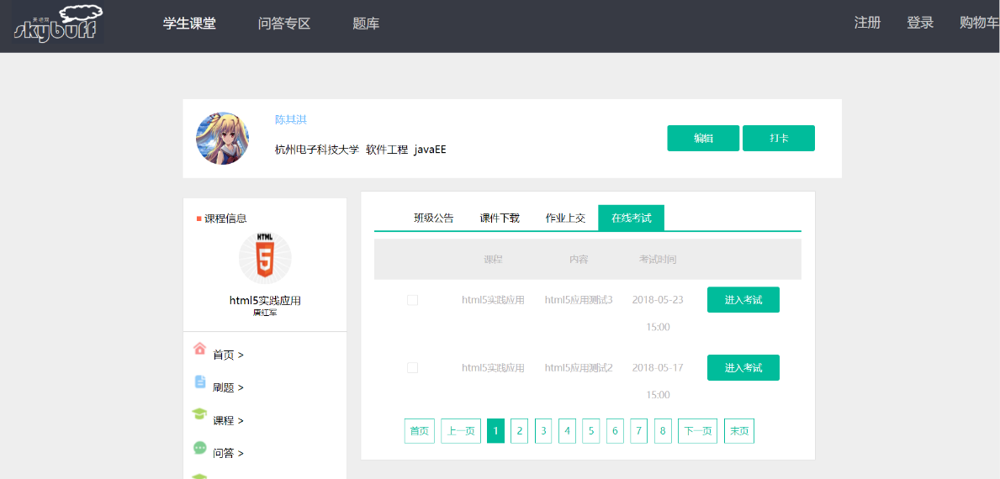 天吧网
skybuff
学生课堂 问答专区 题库 注册 登录 购物车
陈其淇
杭州电子科技大学 软件工程 javaEE
编辑 打卡
课程信息
HTML
5
html5实践应用
唐红军
首页 >
刷题 >
课程 >
问答 >
班级公告 课件下载 作业上交 在线考试
课程 内容 考试时间
html5实践应用 html5应用测试3 2018-05-23 15:00 进入考试
html5实践应用 html5应用测试2 2018-05-17 15:00 进入考试
首页 上一页 1 2 3 4 5 6 7 8 下一页 末页